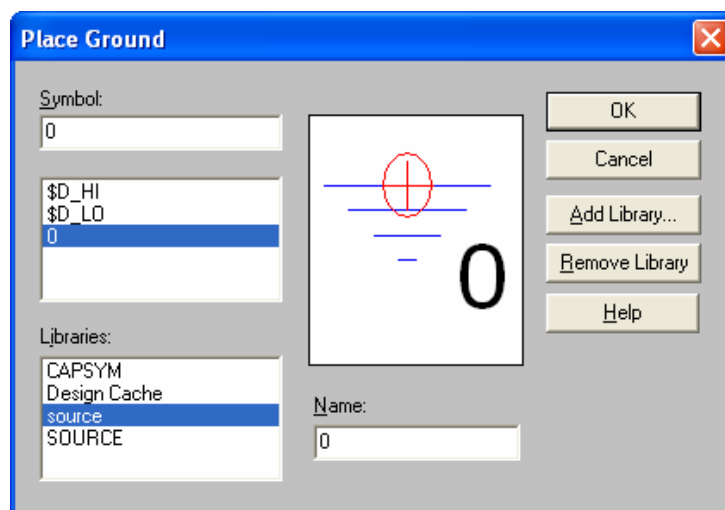 Place Ground
Symbol:
0
$D_HI
$D_LO
0
Libraries:
CAPSYM
Design Cache
source
SOURCE
0
Name:
0
OK
Cancel
Add Library...
Remove Library
Help